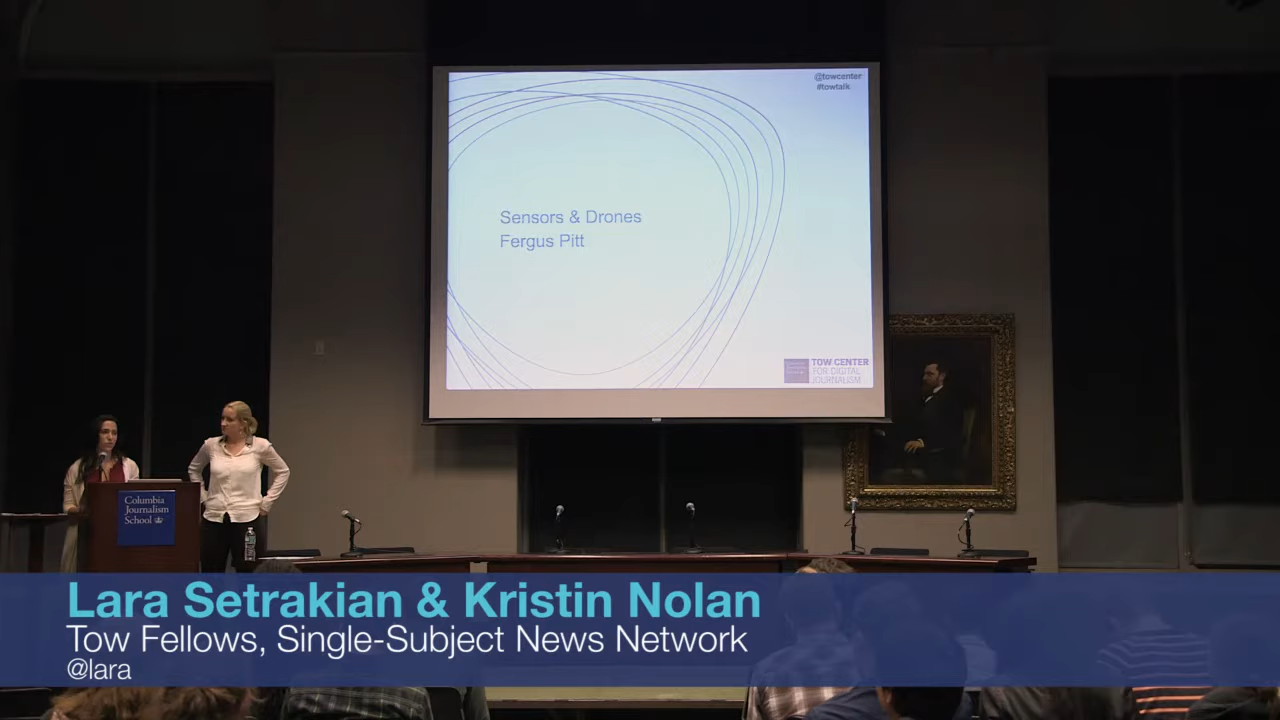 @towcenter
#towtalk
Sensors & Drones
Fergus Pitt
TOW CENTER
FOR DIGITAL
JOURNALISM
Columbia
Journalism
School
Lara Setrakian & Kristin Nolan
Tow Fellows, Single-Subject News Network
@lara